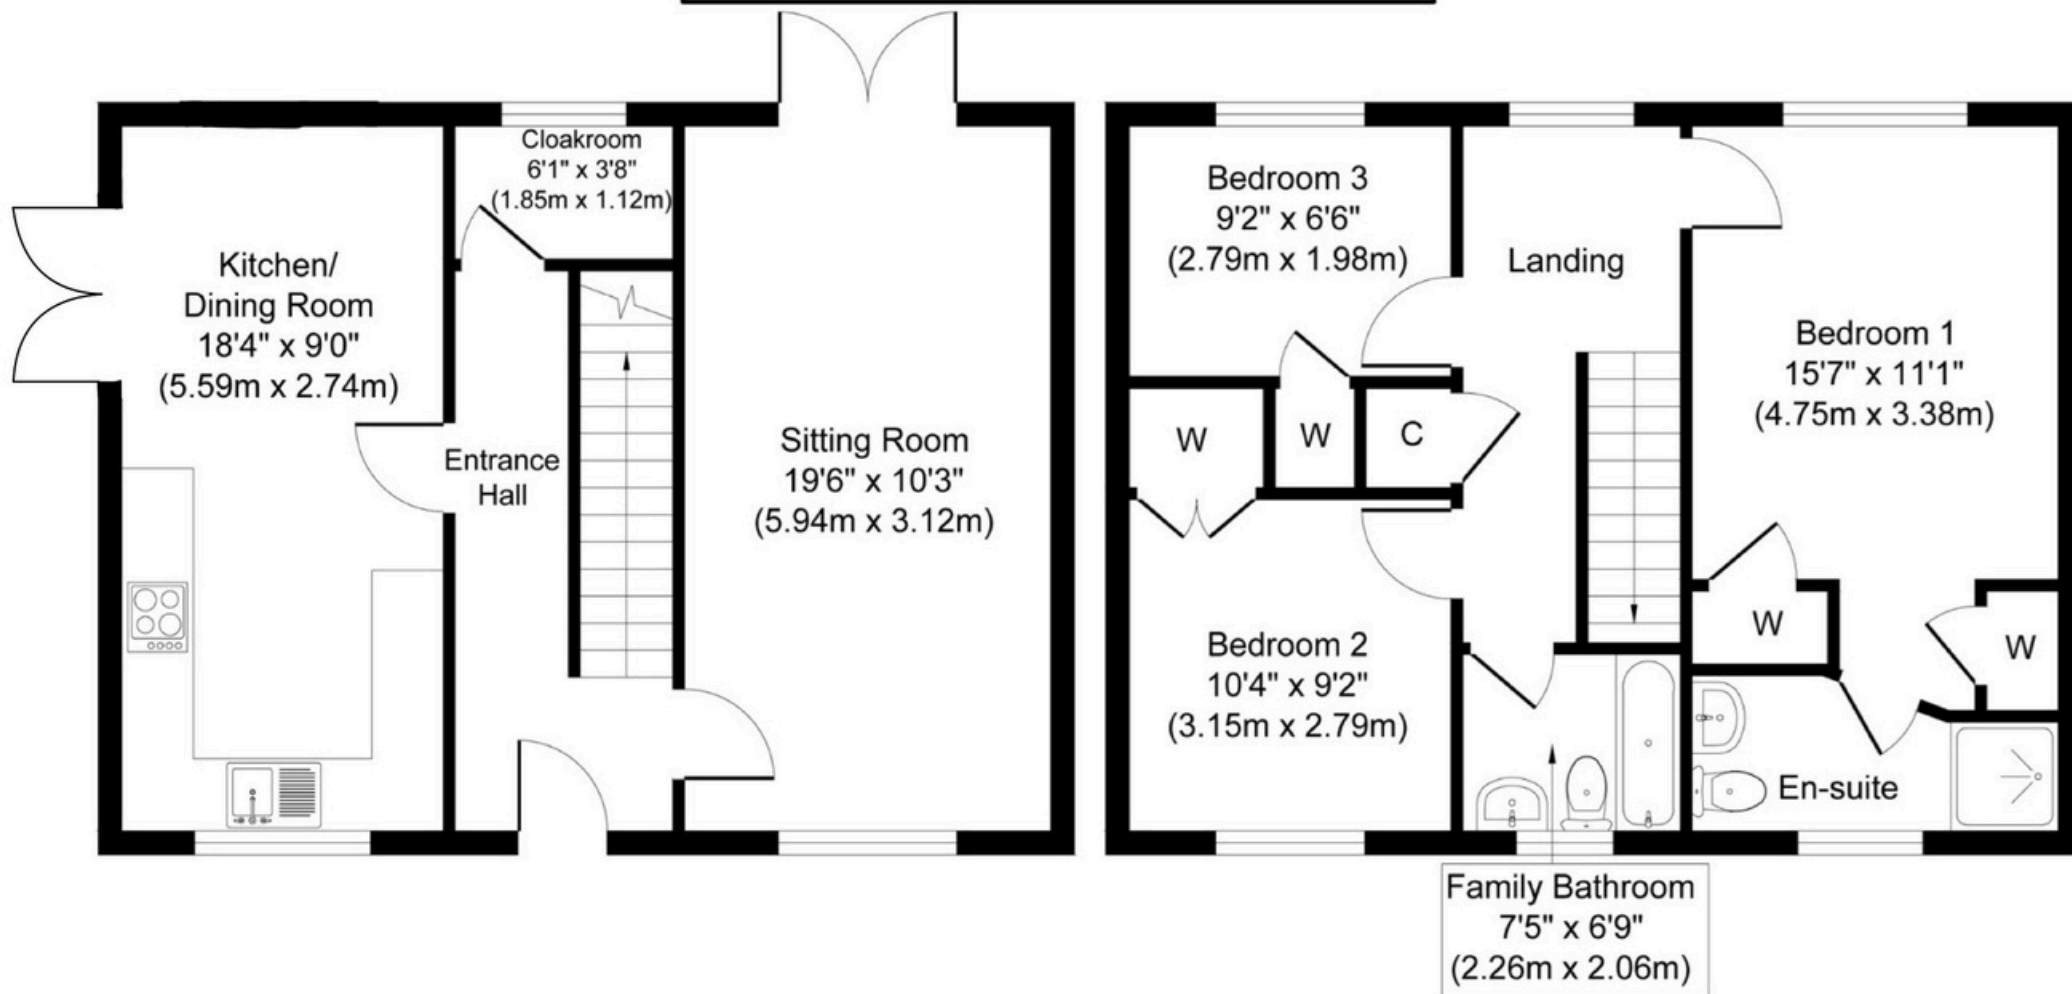 Cloakroom
6'1" x 3'8"
(1.85m x 1.12m)
Kitchen/
Dining Room
18'4" x 9'0"
(5.59m x 2.74m)
Entrance
Hall
Sitting Room
19'6" x 10'3"
(5.94m x 3.12m)
Bedroom 3
9'2" x 6'6"
(2.79m x 1.98m)
Landing
Bedroom 1
15'7" x 11'1"
(4.75m x 3.38m)
W
W
C
Bedroom 2
10'4" x 9'2"
(3.15m x 2.79m)
W
W
En-suite
Family Bathroom
7'5" x 6'9"
(2.26m x 2.06m)